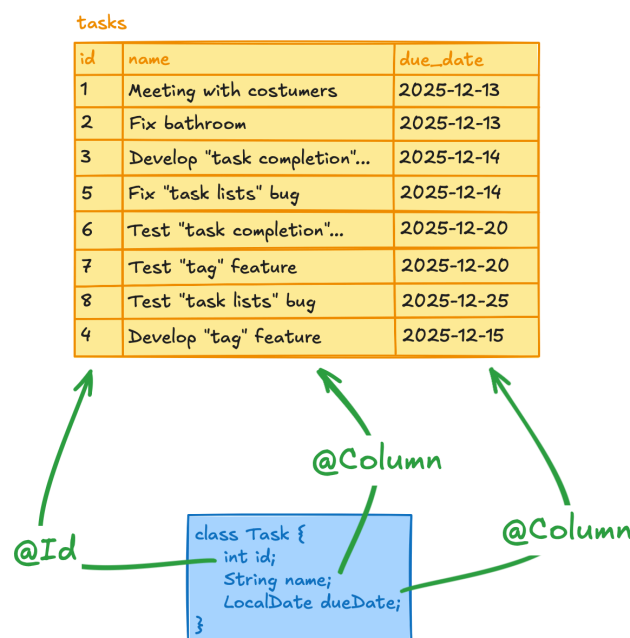 tasks
id name due_date
1 Meeting with costumers 2025-12-13
2 Fix bathroom 2025-12-13
3 Develop "task completion"... 2025-12-14
5 Fix "task lists" bug 2025-12-14
6 Test "task completion"... 2025-12-20
7 Test "tag" feature 2025-12-20
8 Test "task lists" bug 2025-12-25
4 Develop "tag" feature 2025-12-15
@Column
@Column
@Id
class Task {
int id;
String name;
LocalDate dueDate;
}